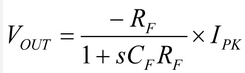 V_OUT = -R_F / (1 + sC_F R_F) × I_PK